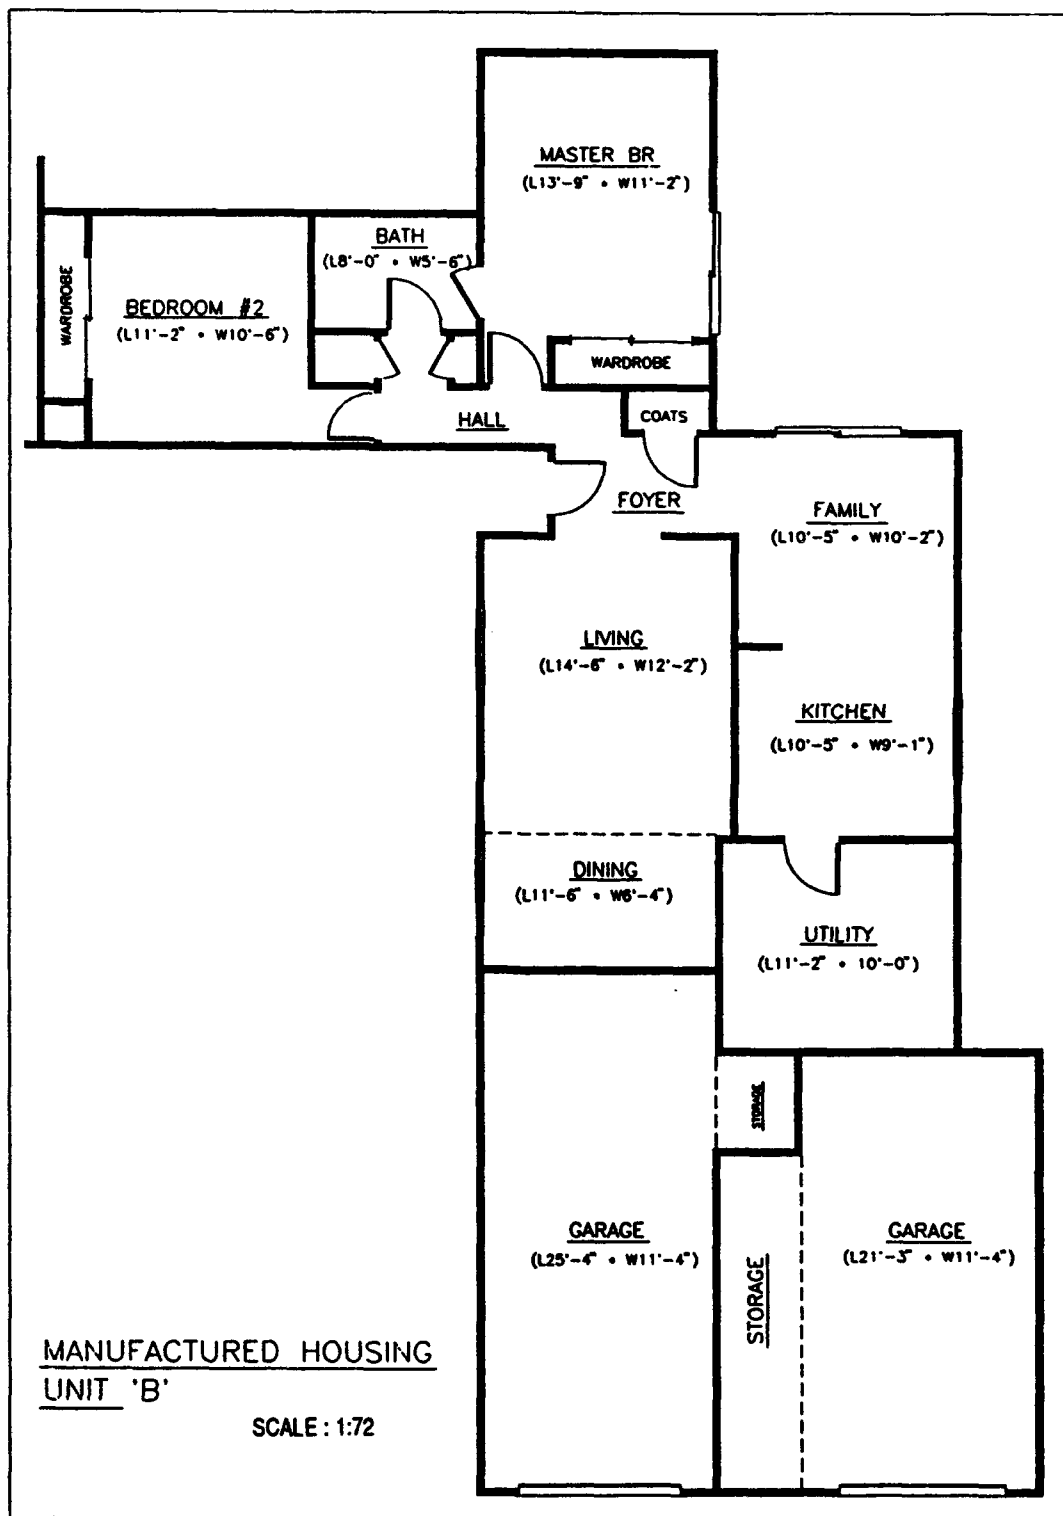 MASTER BR
(L13'-9" • W11'-2")
BATH
(L8'-0" • W5'-6")
WARDROBE
BEDROOM #2
(L11'-2" • W10'-6")
WARDROBE
COATS
HALL
FOYER
FAMILY
(L10'-5" • W10'-2")
LIVING
(L14'-6" • W12'-2")
KITCHEN
(L10'-5" • W9'-1")
DINING
(L11'-6" • W6'-4")
UTILITY
(L11'-2" • 10'-0")
STORAGE
GARAGE
(L25'-4" • W11'-4")
STORAGE
GARAGE
(L21'-3" • W11'-4")
MANUFACTURED HOUSING
UNIT 'B'
SCALE : 1:72